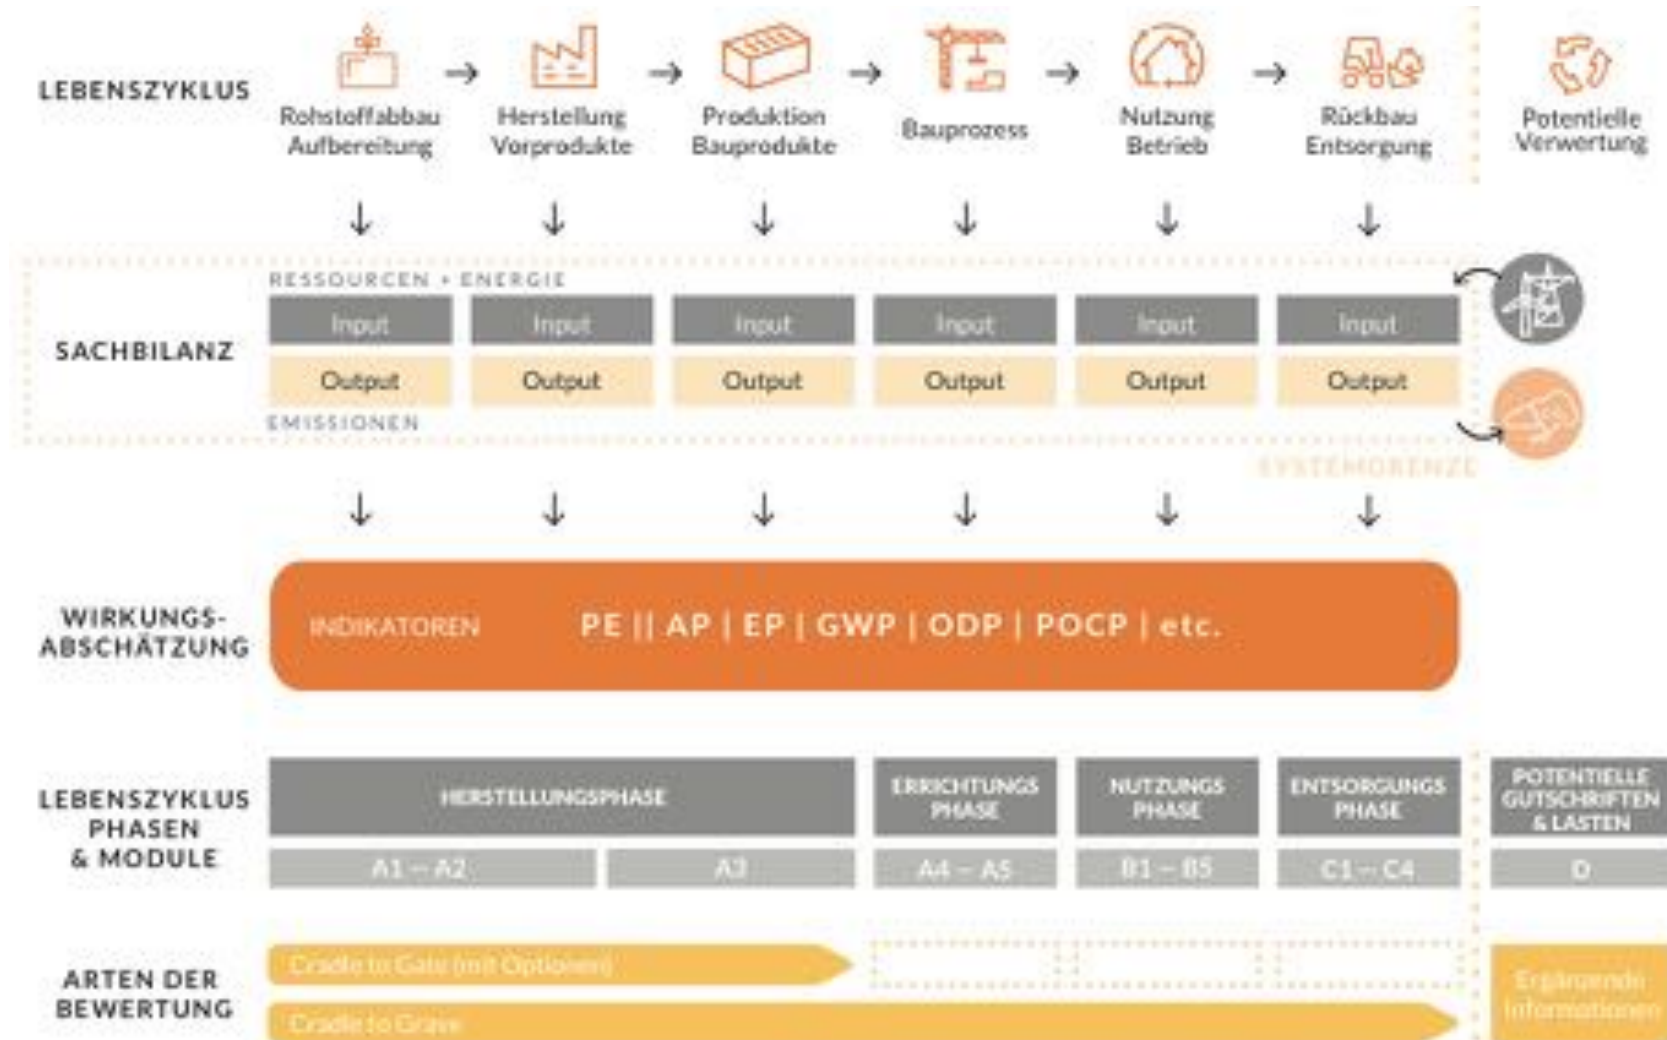 LEBENSZYKLUS
Rohstoffabbau
Aufbereitung
Herstellung
Vorprodukte
Produktion
Bauprodukte
Bauprozess
Nutzung
Betrieb
Rückbau
Entsorgung
Potentielle
Verwertung
RESSOURCEN + ENERGIE
SACHBILANZ
Input
Input
Input
Input
Input
Input
Output
Output
Output
Output
Output
Output
EMISSIONEN
SYSTEMGRENZE
WIRKUNGS-
ABSCHÄTZUNG
INDIKATOREN
PE || AP | EP | GWP | ODP | POCP | etc.
LEBENSZYKLUS
PHASEN
& MODULE
HERSTELLUNGSPHASE
ERRICHTUNGS
PHASE
NUTZUNGS
PHASE
ENTSORGUNGS
PHASE
POTENTIELLE
GUTSCHRIFTEN
& LASTEN
A1 – A2
A3
A4 – A5
B1 – B5
C1 – C4
D
ARTEN DER
BEWERTUNG
Cradle to Gate (mit Optionen)
Cradle to Grave
Ergänzende
Informationen